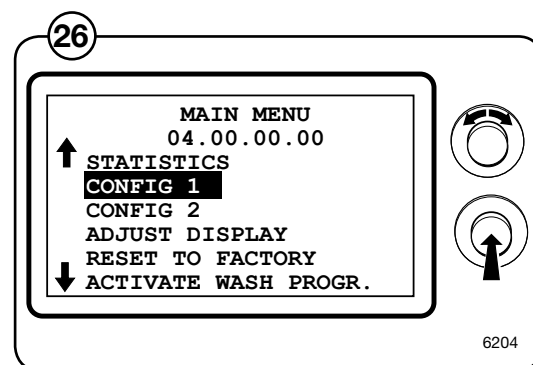 26
MAIN MENU
04.00.00.00
STATISTICS
CONFIG 1
CONFIG 2
ADJUST DISPLAY
RESET TO FACTORY
ACTIVATE WASH PROGR.
6204